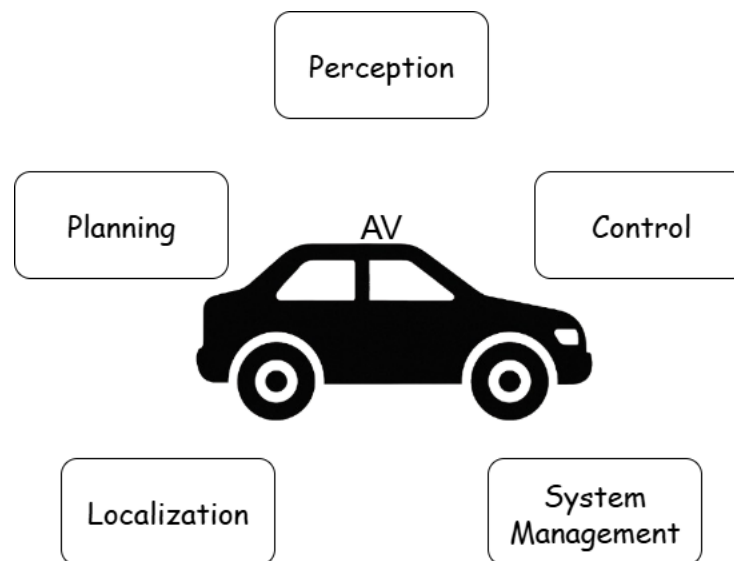 Perception
Planning
AV
Control
Localization
System
Management